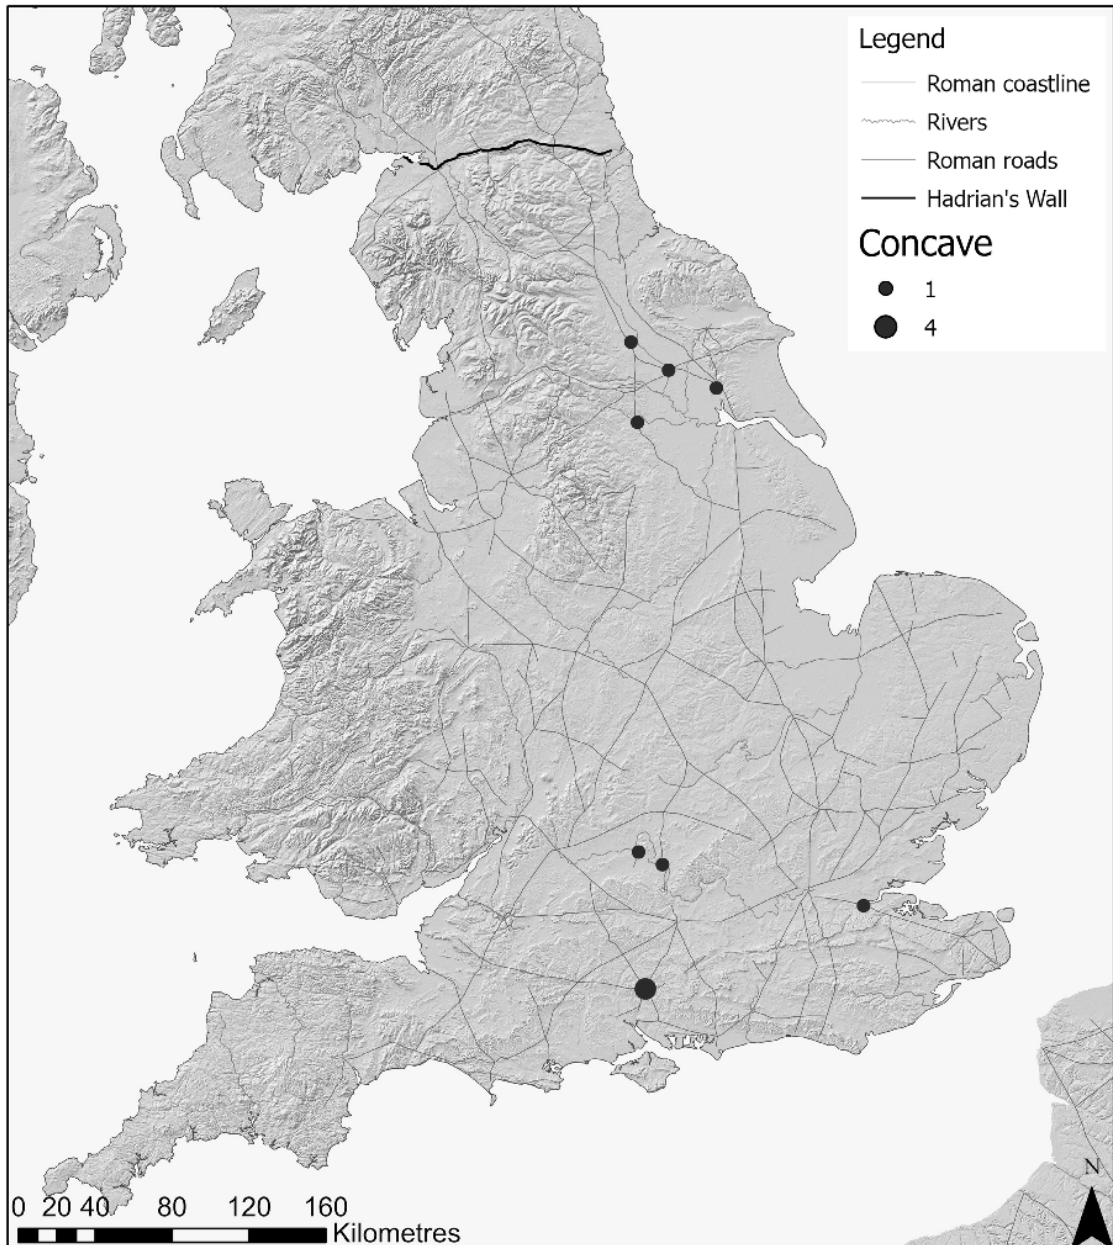 Legend
Roman coastline
Rivers
Roman roads
Hadrian's Wall
Concave
1
4
N
0 20 40 80 120 160
Kilometres